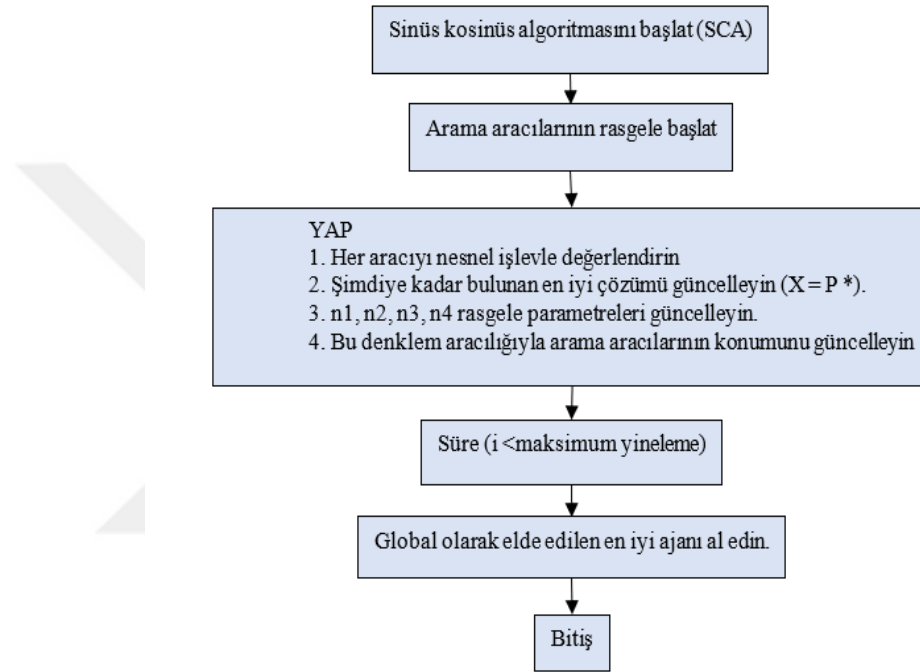 Sinüs kosinüs algoritmasını başlat (SCA)
Arama aracılarının rasgele başlat
YAP
1. Her aracıyı nesnel işlevle değerlendirin
2. Şimdiye kadar bulunan en iyi çözümü güncelleyin (X = P *).
3. n1, n2, n3, n4 rasgele parametreleri güncelleyin.
4. Bu denklem aracılığıyla arama aracılarının konumunu güncelleyin
Süre (i <maksimum yineleme)
Global olarak elde edilen en iyi ajanı al edin.
Bitiş